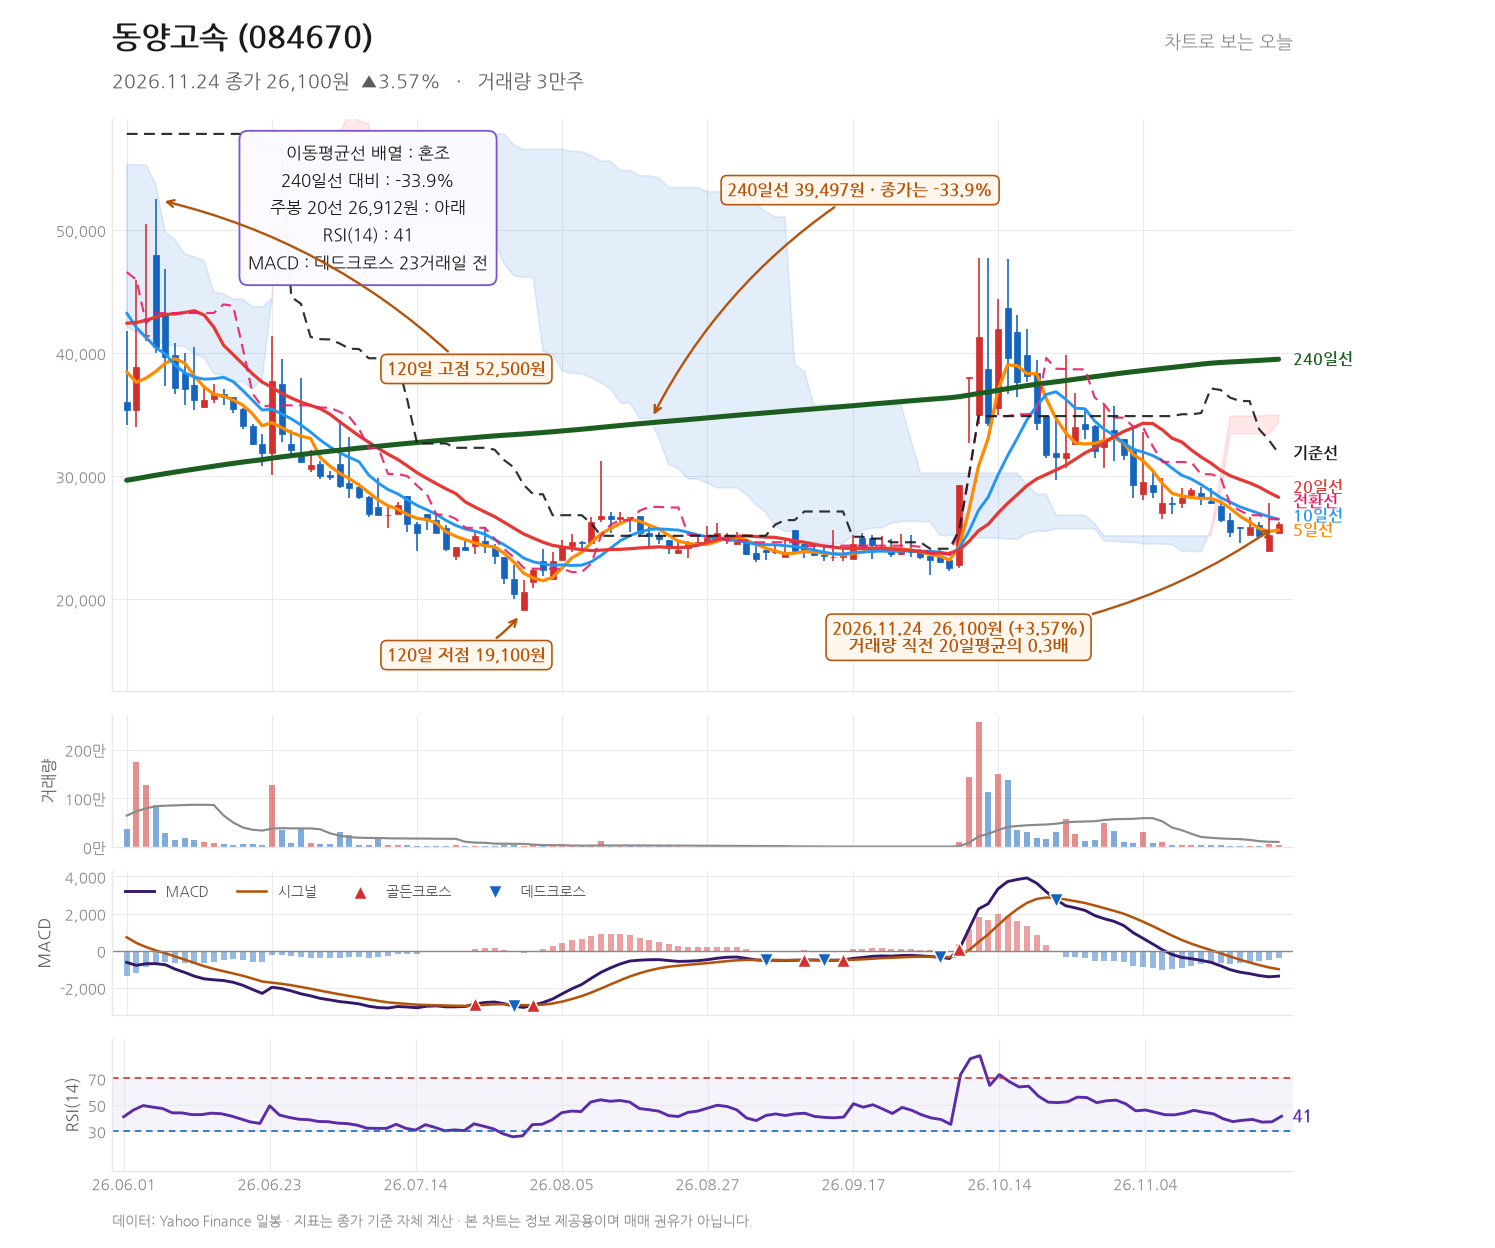 동양고속 (084670)
차트로 보는 오늘
2026.11.24 종가 26,100원 ▲3.57% · 거래량 3만주
이동평균선 배열 : 혼조
240일선 대비 : -33.9%
주봉 20선 26,912원 : 아래
RSI(14) : 41
MACD : 데드크로스 23거래일 전
240일선 39,497원 · 종가는 -33.9%
120일 고점 52,500원
120일 저점 19,100원
2026.11.24 26,100원 (+3.57%)
거래량 직전 20일평균의 0.3배
50,000
40,000
30,000
20,000
240일선
기준선
20일선
전환선
10일선
5일선
거래량
200만
100만
0만
MACD
4,000
2,000
0
-2,000
MACD
시그널
골든크로스
데드크로스
RSI(14)
70
50
30
41
26.06.01
26.06.23
26.07.14
26.08.05
26.08.27
26.09.17
26.10.14
26.11.04
데이터: Yahoo Finance 일봉 · 지표는 종가 기준 자체 계산 · 본 차트는 정보 제공용이며 매매 권유가 아닙니다.